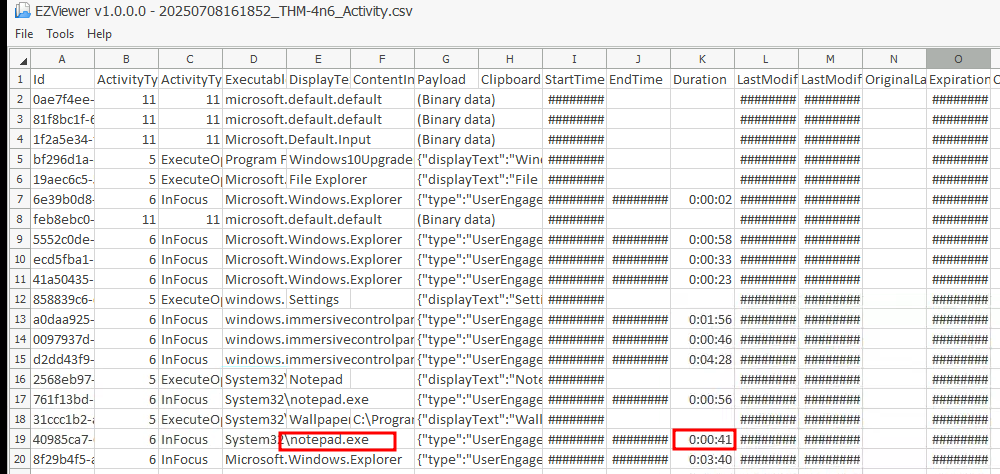 EZViewer v1.0.0.0 - 20250708161852_THM-4n6_Activity.csv
File Tools Help
A B C D E F G H I J K L M N O
1 Id ActivityTy ActivityTy Executabl DisplayTe ContentIn Payload Clipboard StartTime EndTime Duration LastModif LastModif OriginalLa Expiration
2 0ae7f4ee- 11 11 microsoft.default.default (Binary data) ######## ######## ######## ########
3 81f8bc1f-6 11 11 microsoft.default.default (Binary data) ######## ######## ######## ########
4 1f2a5e34- 11 11 Microsoft.Default.Input (Binary data) ######## ######## ######## ########
5 bf296d1a- 5 ExecuteOp Program F Windows10Upgrade {"displayText":"Wine ######## ######## ######## ########
6 19aec6c5- 5 ExecuteOp Microsoft. File Explorer {"displayText":"File ######## ######## ######## ########
7 6e39b0d8- 6 InFocus Microsoft.Windows.Explorer {"type":"UserEngage ######## ######## 0:00:02 ######## ######## ########
8 feb8ebc0- 11 11 microsoft.default.default (Binary data) ######## ######## ######## ########
9 5552c0de- 6 InFocus Microsoft.Windows.Explorer {"type":"UserEngage ######## ######## 0:00:58 ######## ######## ########
10 ecd5fba1- 6 InFocus Microsoft.Windows.Explorer {"type":"UserEngage ######## ######## 0:00:33 ######## ######## ########
11 41a50435- 6 InFocus Microsoft.Windows.Explorer {"type":"UserEngage ######## ######## 0:00:23 ######## ######## ########
12 858839c6- 5 ExecuteOp windows. Settings {"displayText":"Setti ######## ######## ######## ########
13 a0daa925- 6 InFocus windows.immersivecontrolpar {"type":"UserEngage ######## ######## 0:01:56 ######## ######## ########
14 0097937d- 6 InFocus windows.immersivecontrolpar {"type":"UserEngage ######## ######## 0:00:46 ######## ######## ########
15 d2dd43f9- 6 InFocus windows.immersivecontrolpar {"type":"UserEngage ######## ######## 0:04:28 ######## ######## ########
16 2568eb97- 5 ExecuteOp System32\ Notepad {"displayText":"Note ######## ######## ######## ########
17 761f13bd- 6 InFocus System32\notepad.exe {"type":"UserEngage ######## ######## 0:00:56 ######## ######## ########
18 31ccc1b2- 5 ExecuteOp System32\ Wallpaper C:\Program {"displayText":"Wall ######## ######## ######## ########
19 40985ca7- 6 InFocus System32\notepad.exe {"type":"UserEngage ######## ######## 0:00:41 ######## ######## ########
20 8f29b4f5- 6 InFocus Microsoft.Windows.Explorer {"type":"UserEngage ######## ######## 0:03:40 ######## ######## ########